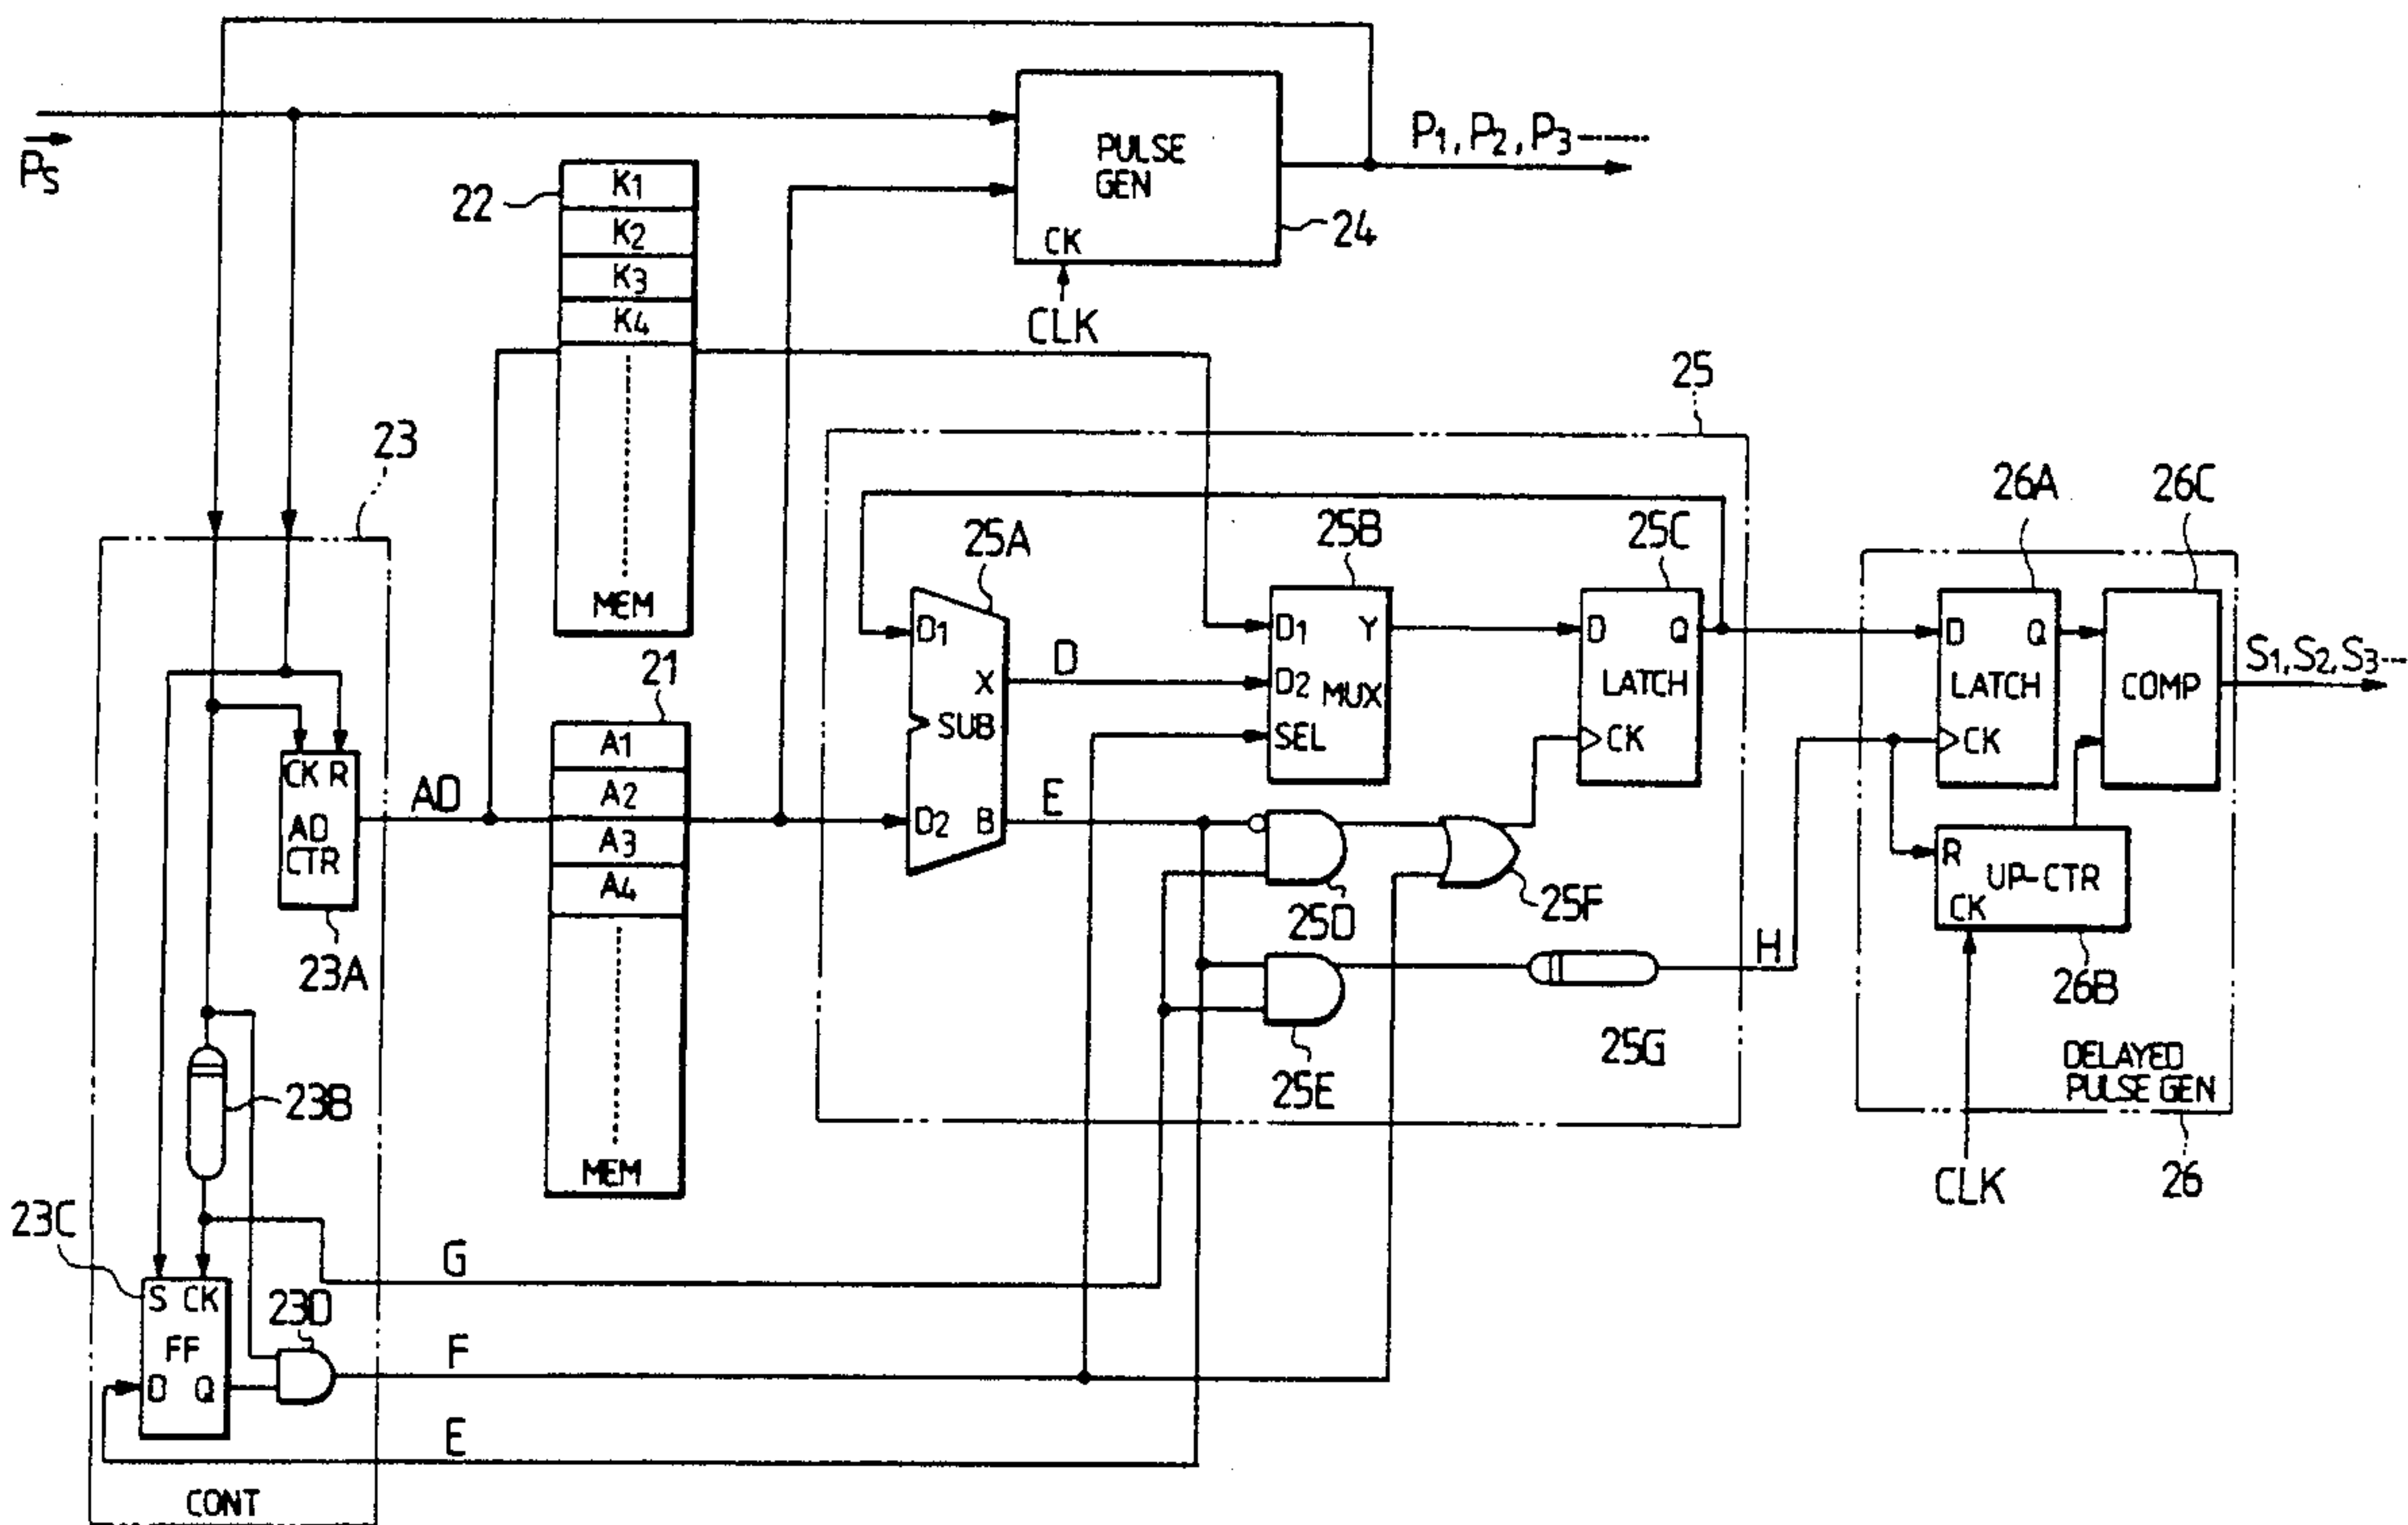 PS
P1, P2, P3
PULSE
GEN
CK
24
CLK
22
K1
K2
K3
K4
MEM
23
CK R
AD
CTR
23A
AD
23B
23C
S CK
FF
D Q
23D
CONT
G
F
E
21
A1
A2
A3
A4
MEM
25
25A
D1
X
SUB
D2 B
D
E
25B
D1 Y
D2
MUX
SEL
25C
D Q
LATCH
CK
25D
25E
25F
25G
H
26A
D Q
LATCH
CK
26C
COMP
S1, S2, S3
R
UP-CTR
CK
26B
DELAYED
PULSE GEN
CLK
26